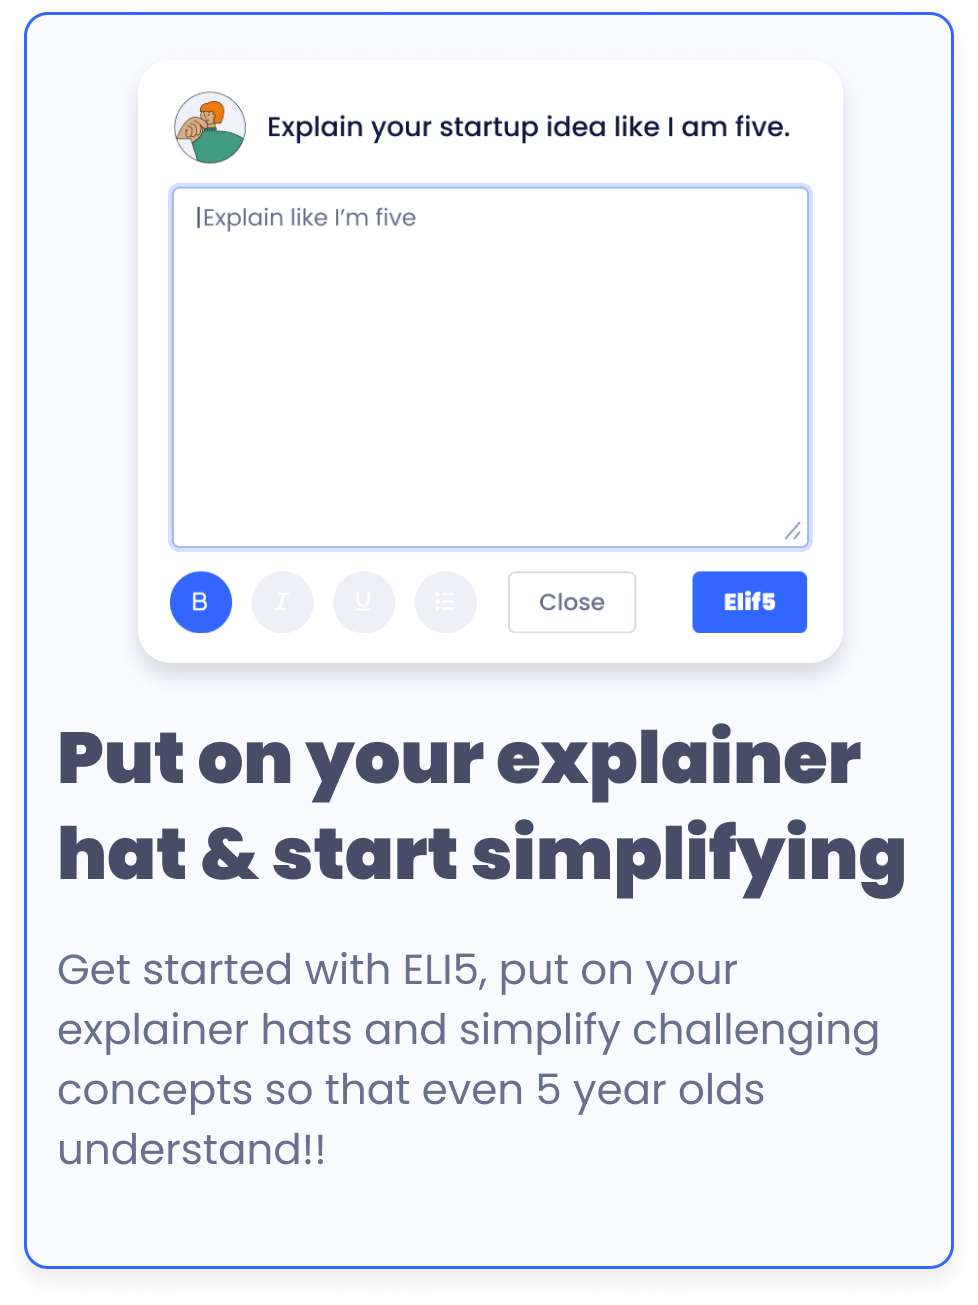 Explain your startup idea like I am five.
Explain like I’m five
B I U Close Elif5
Put on your explainer
hat & start simplifying
Get started with ELI5, put on your
explainer hats and simplify challenging
concepts so that even 5 year olds
understand!!